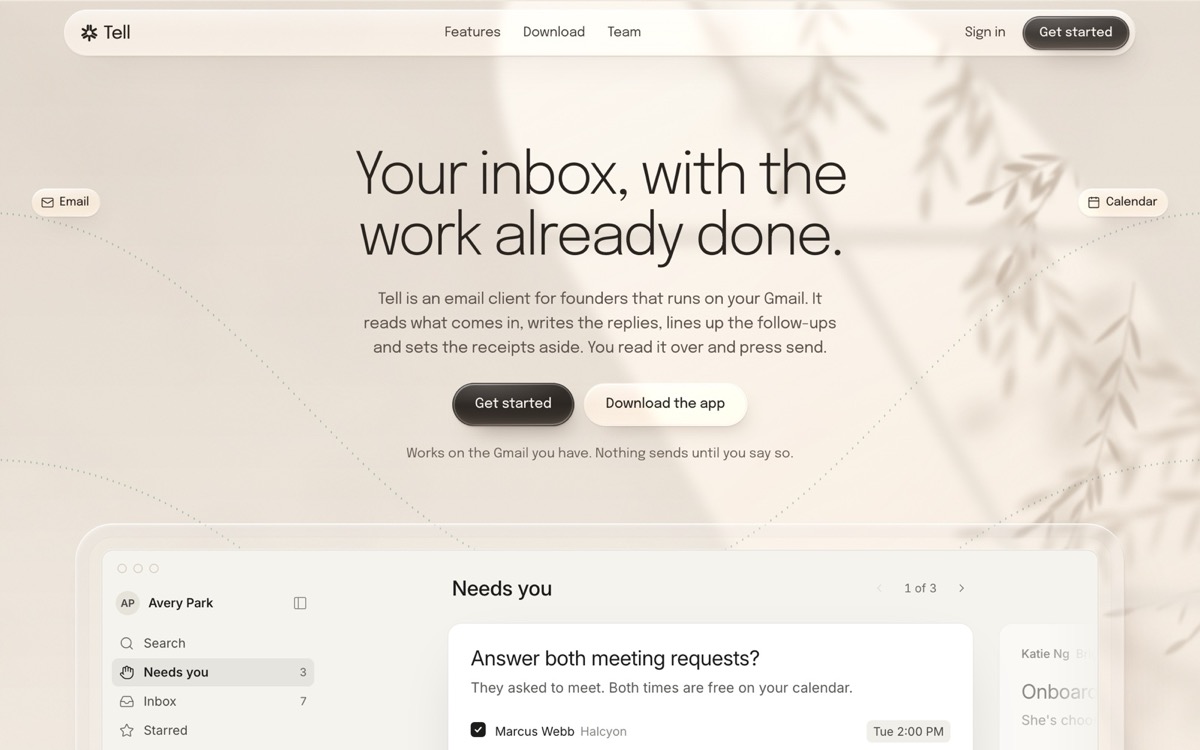 Tell
Features
Download
Team
Sign in
Get started
Your inbox, with the
work already done.
Email
Calendar
Tell is an email client for founders that runs on your Gmail. It
reads what comes in, writes the replies, lines up the follow-ups
and sets the receipts aside. You read it over and press send.
Get started
Download the app
Works on the Gmail you have. Nothing sends until you say so.
AP
Avery Park
Search
Needs you
3
Inbox
7
Starred
Needs you
1 of 3
Answer both meeting requests?
They asked to meet. Both times are free on your calendar.
Marcus Webb Halcyon
Tue 2:00 PM
Katie Ng
She's